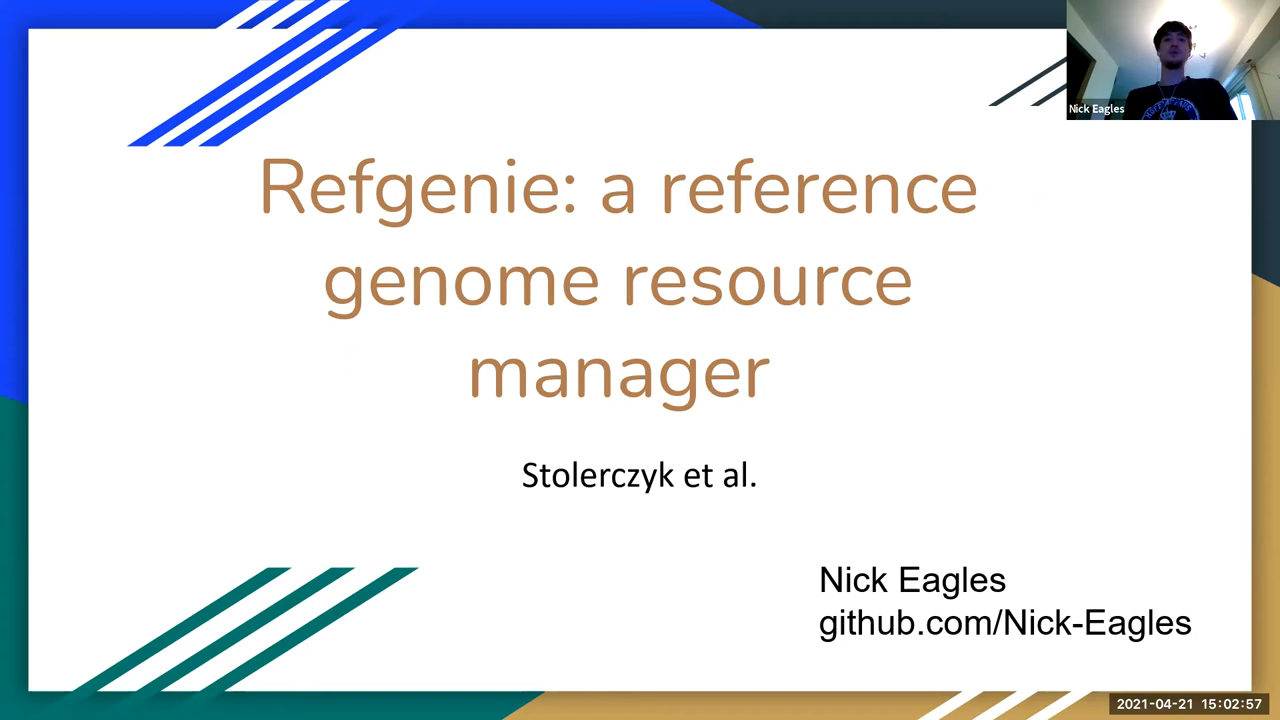 Nick Eagles
Refgenie: a reference
genome resource
manager
Stolerczyk et al.
Nick Eagles
github.com/Nick-Eagles
2021-04-21 15:02:57